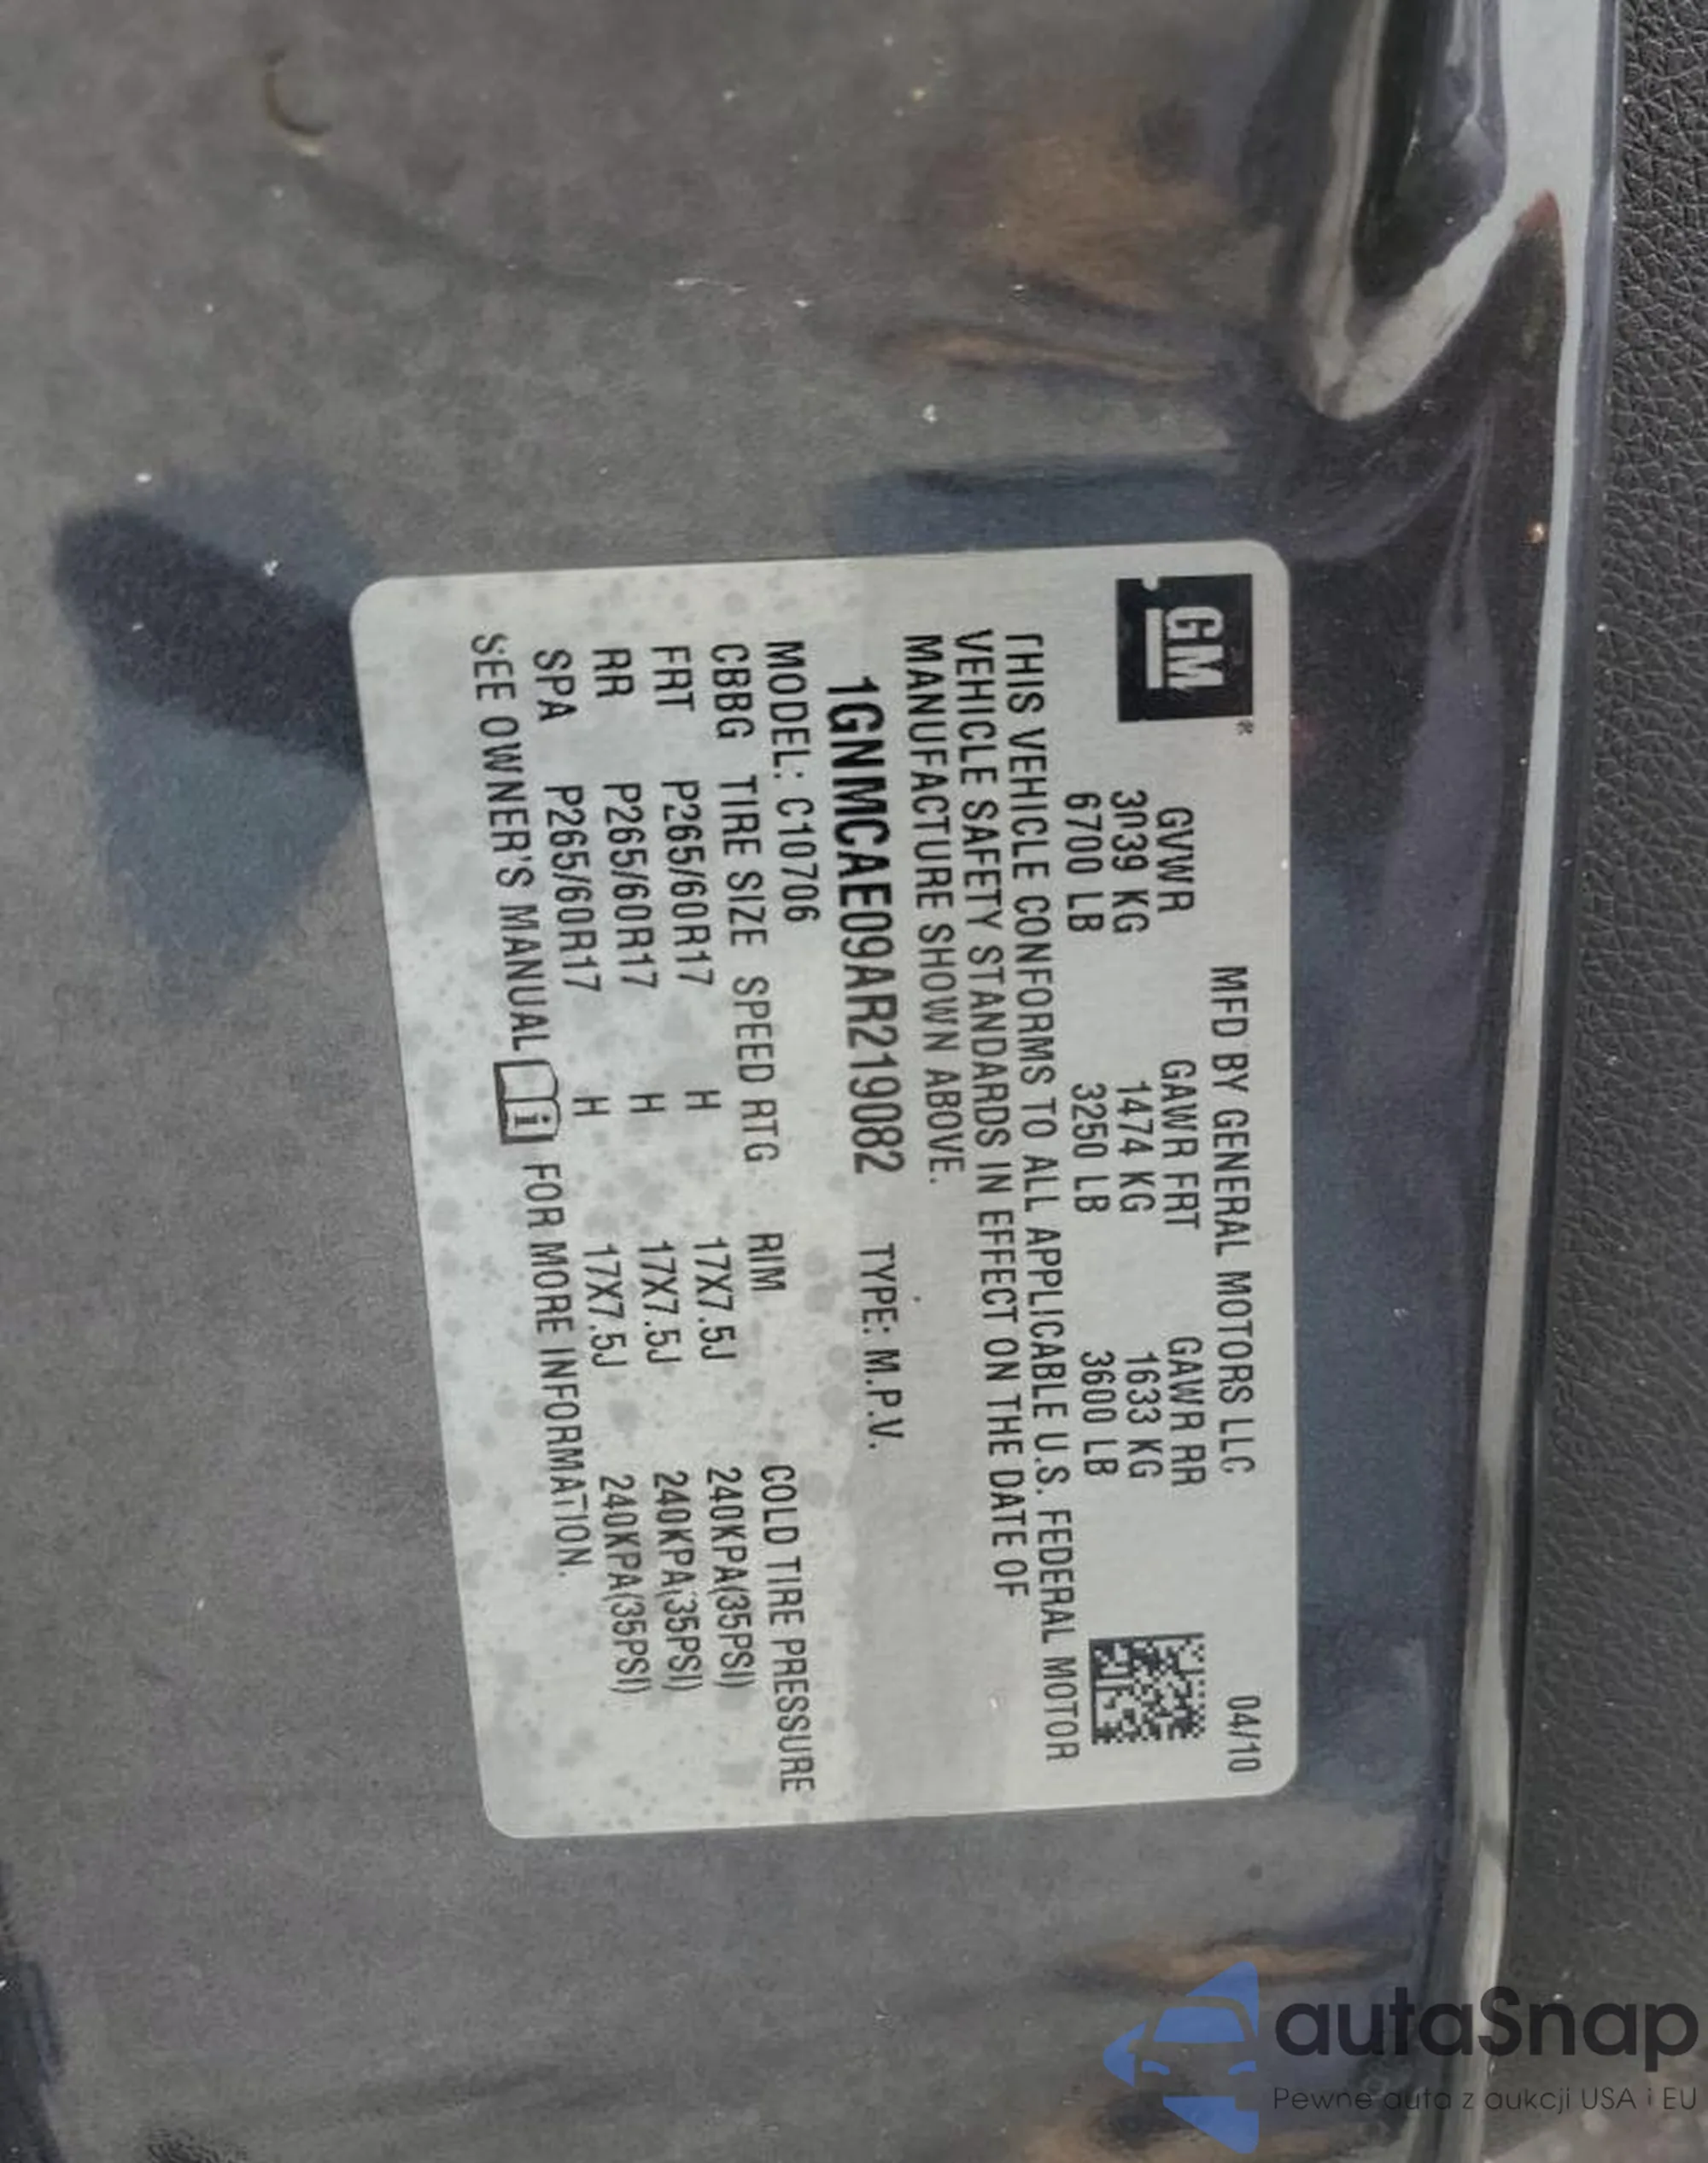 GM®
MFD BY GENERAL MOTORS LLC 04/10
GVWR GAWR FRT GAWR RR
3039 KG 1474 KG 1633 KG
6700 LB 3250 LB 3600 LB
THIS VEHICLE CONFORMS TO ALL APPLICABLE U.S. FEDERAL MOTOR
VEHICLE SAFETY STANDARDS IN EFFECT ON THE DATE OF
MANUFACTURE SHOWN ABOVE.
1GNMCAE09AR219082 TYPE: M.P.V.
MODEL: C10706
CBBG TIRE SIZE SPEED RTG RIM COLD TIRE PRESSURE
FRT P265/60R17 H 17X7.5J 240KPA(35PSI)
RR P265/60R17 H 17X7.5J 240KPA(35PSI)
SPA P265/60R17 H 17X7.5J 240KPA(35PSI)
SEE OWNER'S MANUAL i FOR MORE INFORMATION.
autaSnap
Pewne auta z aukcji USA i EU